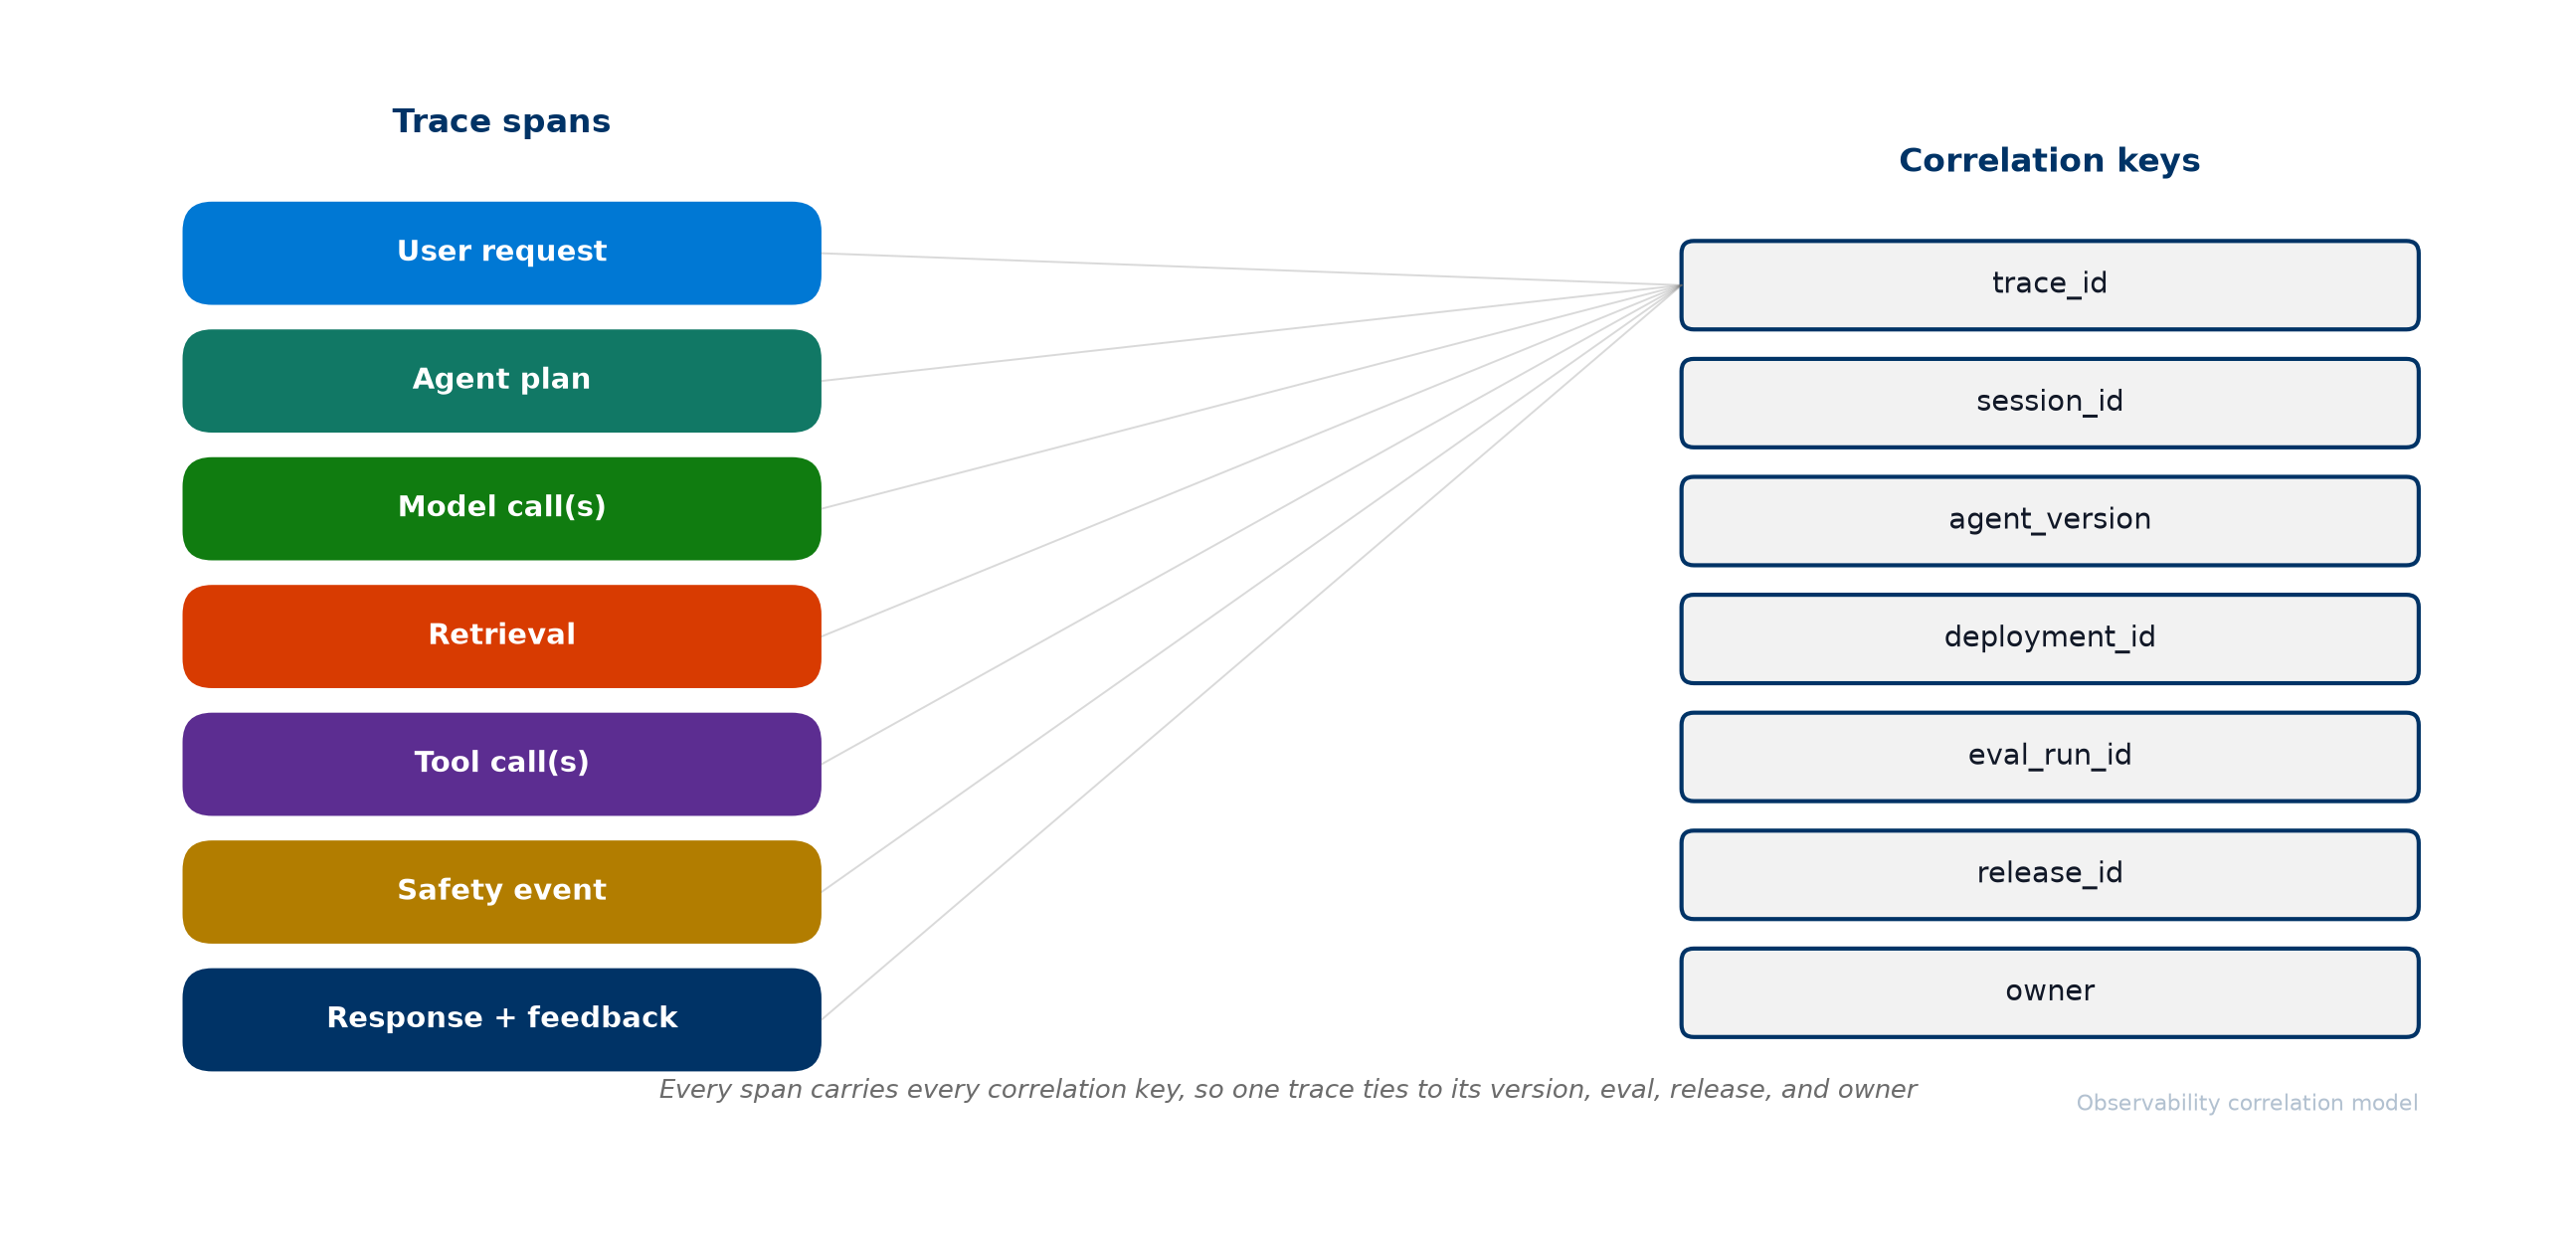 Trace spans
User request
Agent plan
Model call(s)
Retrieval
Tool call(s)
Safety event
Response + feedback
Correlation keys
trace_id
session_id
agent_version
deployment_id
eval_run_id
release_id
owner
Every span carries every correlation key, so one trace ties to its version, eval, release, and owner
Observability correlation model